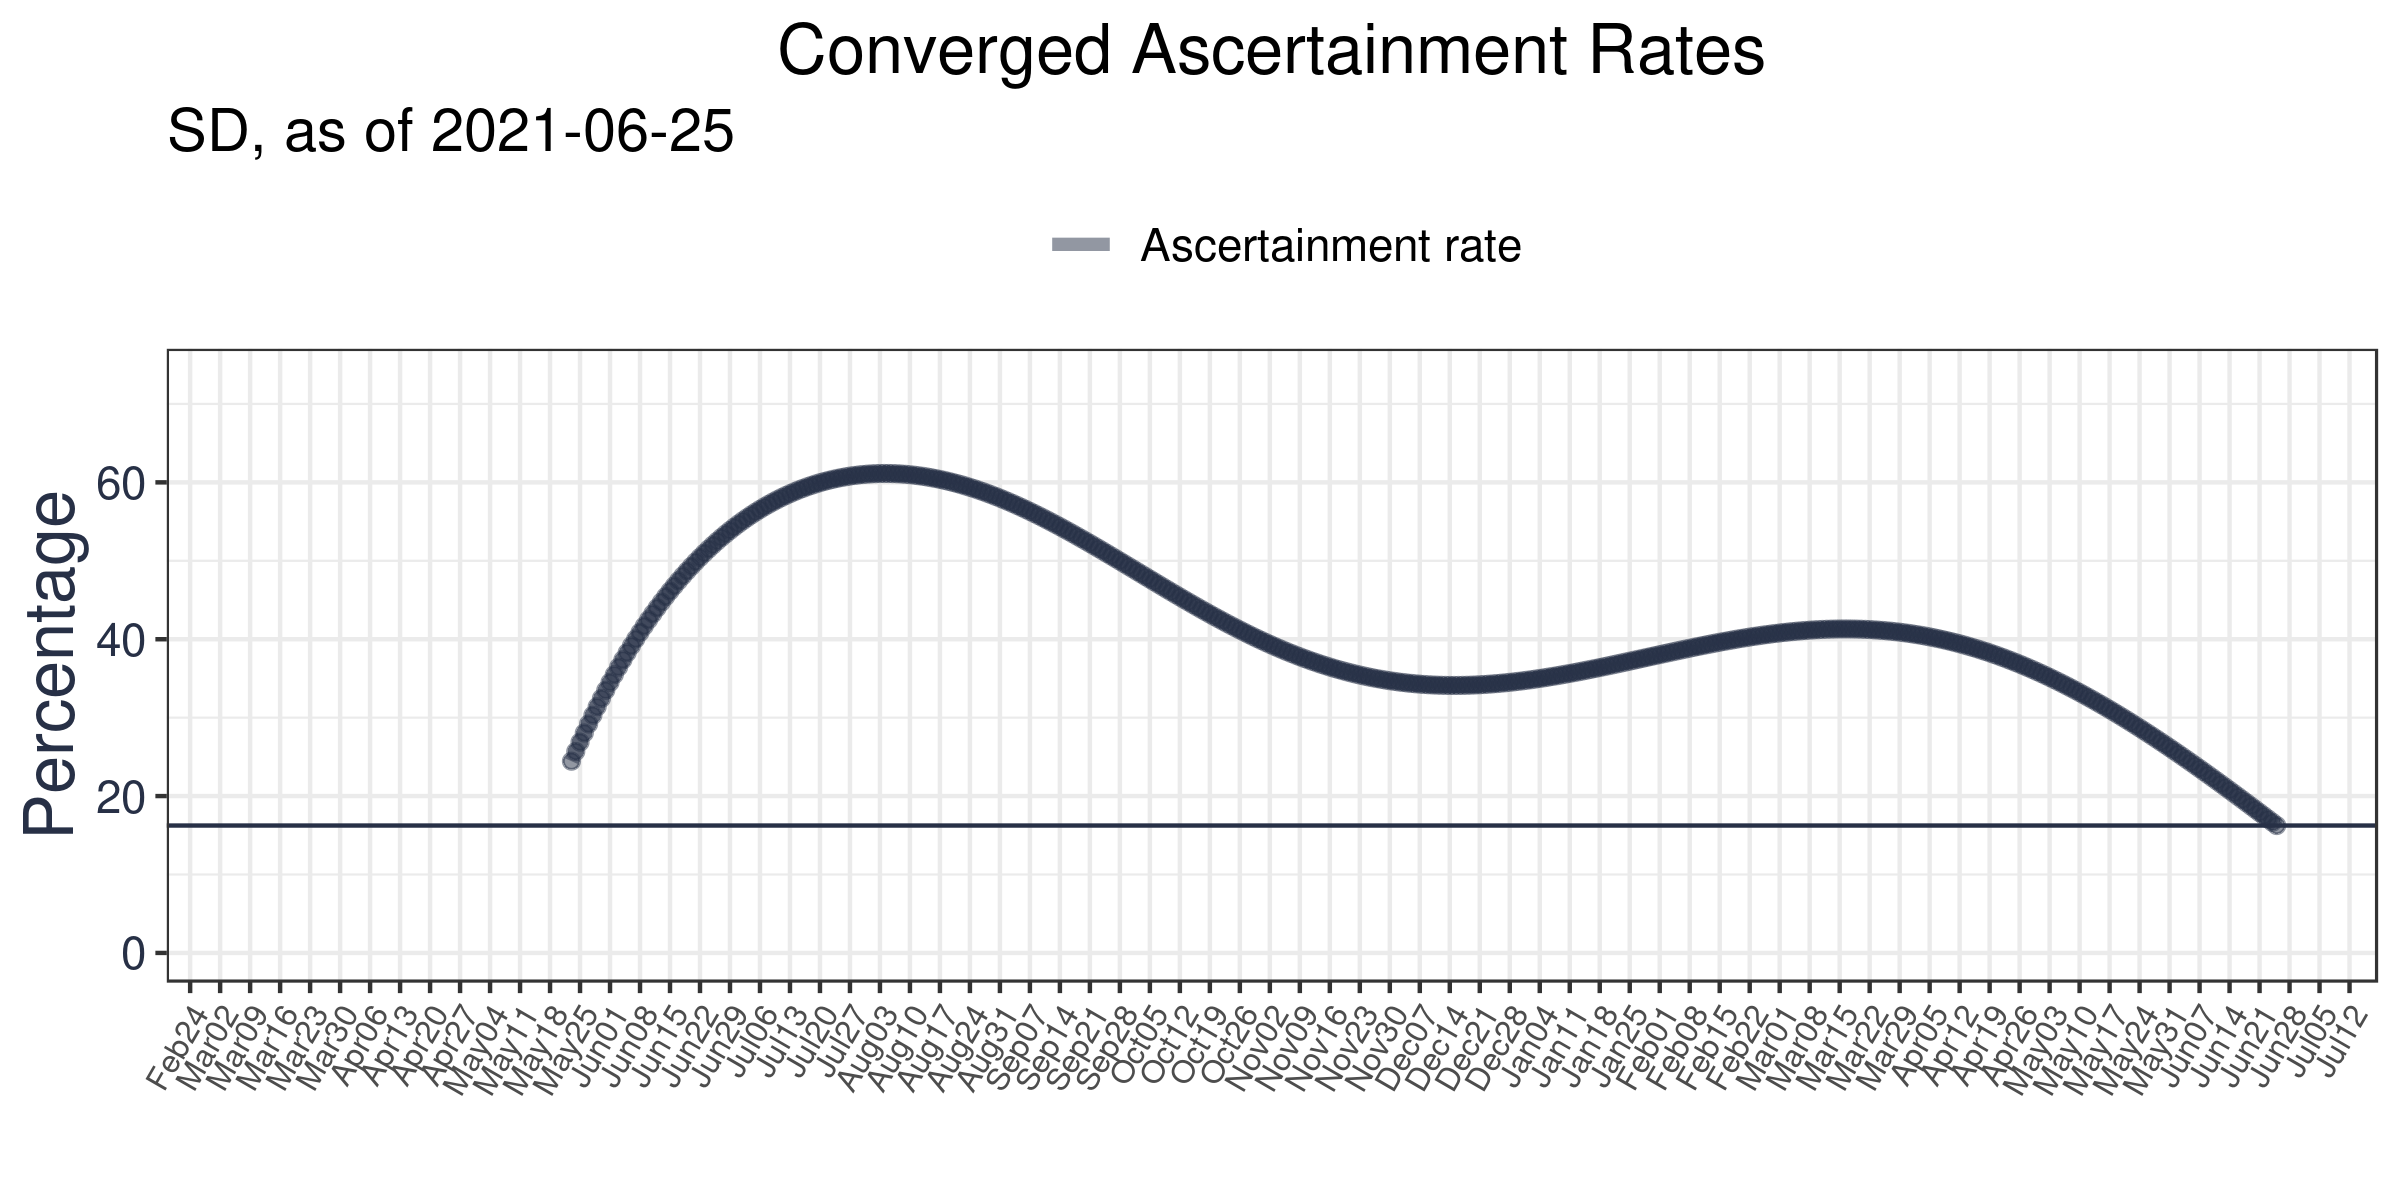 Converged Ascertainment Rates
SD, as of 2021-06-25
Ascertainment rate
Percentage
60
40
20
0
Feb24 Mar02 Mar09 Mar16 Mar23 Mar30 Apr06 Apr13 Apr20 Apr27 May04 May11 May18 May25 Jun01 Jun08 Jun15 Jun22 Jun29 Jul06 Jul13 Jul20 Jul27 Aug03 Aug10 Aug17 Aug24 Aug31 Sep07 Sep14 Sep21 Sep28 Oct05 Oct12 Oct19 Oct26 Nov02 Nov09 Nov16 Nov23 Nov30 Dec07 Dec14 Dec21 Dec28 Jan04 Jan11 Jan18 Jan25 Feb01 Feb08 Feb15 Feb22 Mar01 Mar08 Mar15 Mar22 Mar29 Apr05 Apr12 Apr19 Apr26 May03 May10 May17 May24 May31 Jun07 Jun14 Jun21 Jun28 Jul05 Jul12